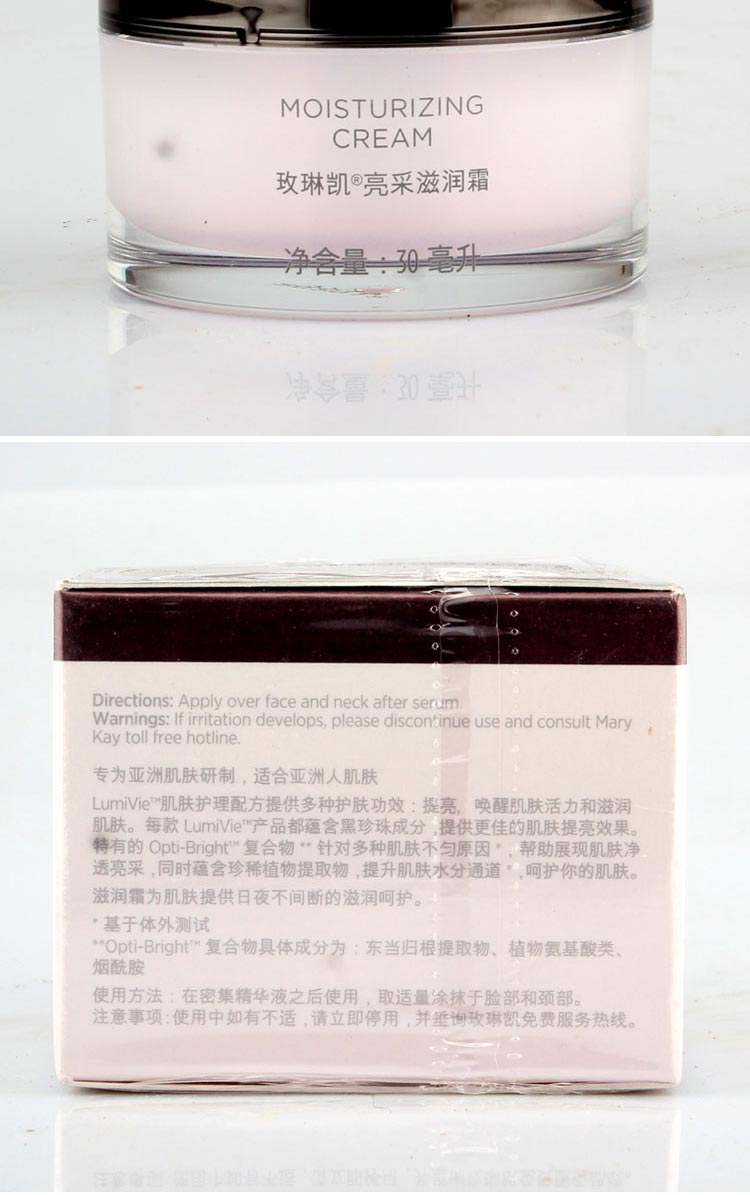 MOISTURIZING
CREAM
玫琳凯®亮采滋润霜
净含量：30 毫升
Directions: Apply over face and neck after serum.
Warnings: If irritation develops, please discontinue use and consult Mary
Kay toll free hotline.
专为亚洲肌肤研制，适合亚洲人肌肤
LumiVie™肌肤护理配方提供多种护肤功效：提亮，唤醒肌肤活力和滋润
肌肤。每款 LumiVie™产品都蕴含黑珍珠成分，提供更佳的肌肤提亮效果。
特有的 Opti-Bright™ 复合物 ** 针对多种肌肤不匀原因 *，帮助展现肌肤净
透亮采，同时蕴含珍稀植物提取物，提升肌肤水分通道 *，呵护你的肌肤。
滋润霜为肌肤提供日夜不间断的滋润呵护。
* 基于体外测试
**Opti-Bright™ 复合物具体成分为：东当归根提取物、植物氨基酸类、
烟酰胺
使用方法：在密集精华液之后使用，取适量涂抹于脸部和颈部。
注意事项：使用中如有不适，请立即停用，并垂询玫琳凯免费服务热线。